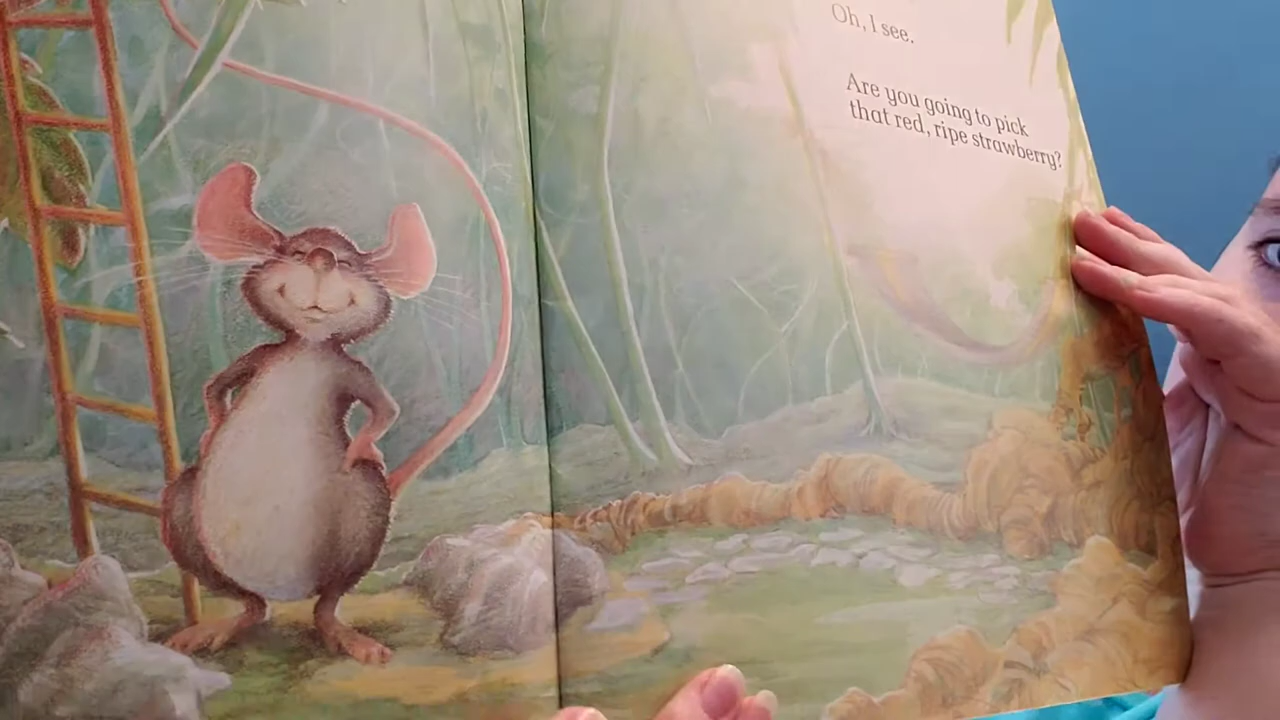 Oh, I see.
Are you going to pick
that red, ripe strawberry?